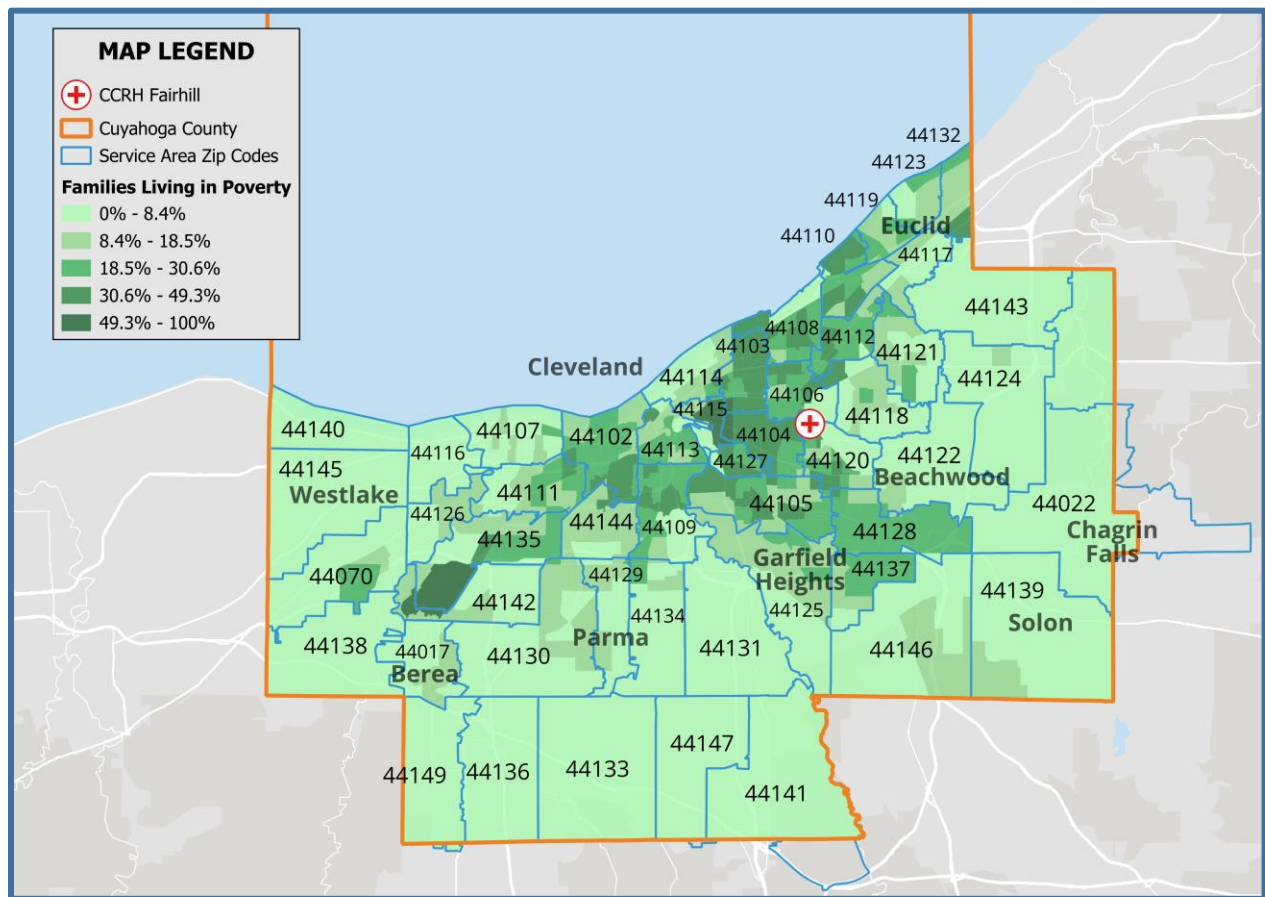 MAP LEGEND
CCRH Fairhill
Cuyahoga County
Service Area Zip Codes
Families Living in Poverty
0% - 8.4%
8.4% - 18.5%
18.5% - 30.6%
30.6% - 49.3%
49.3% - 100%
44132
44123
44119
44110
Euclid
44117
44143
44108
44112
44103
44121
Cleveland
44114
44124
44106
44115
44118
44140
44107
44102
44104
44116
44113
44127
44120
44122
Beachwood
44145
Westlake
44111
44126
44144
44109
44105
44022
Chagrin
Falls
44135
44128
Garfield
Heights
44137
44070
44129
44142
44139
44134
44125
Solon
44138
44017
Berea
44130
Parma
44131
44146
44147
44149
44136
44133
44141